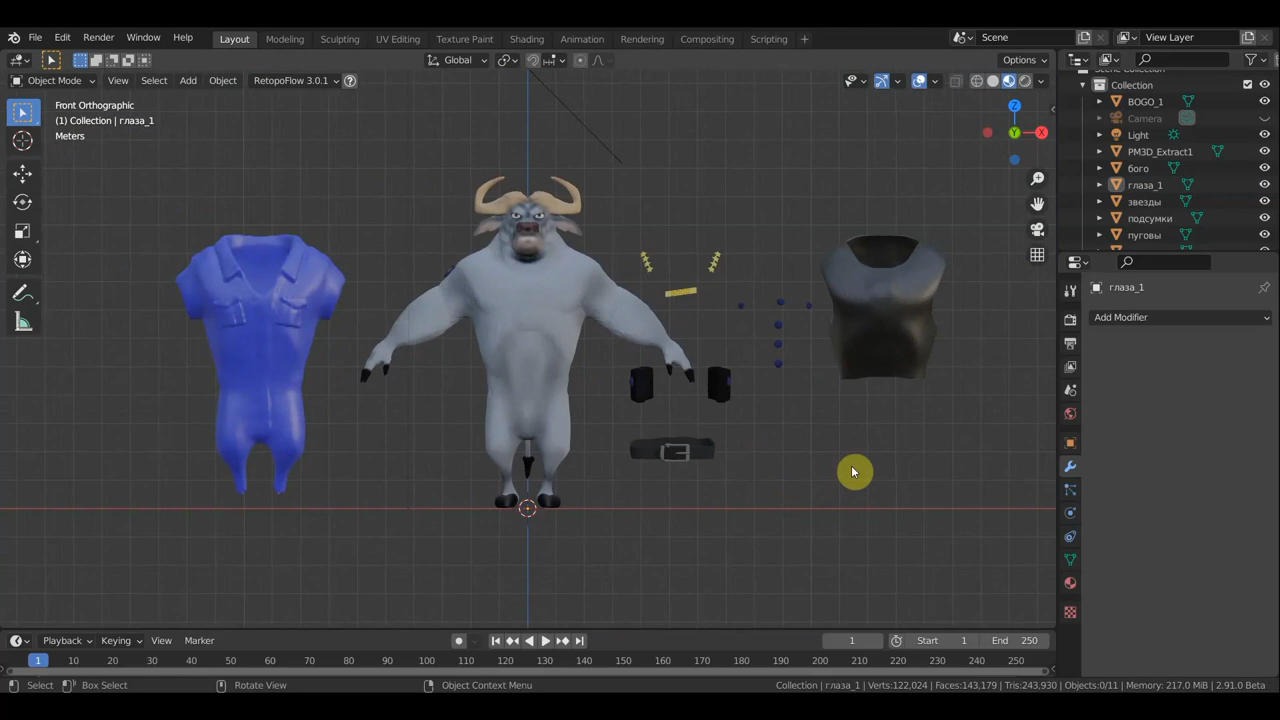 File Edit Render Window Help Layout Modeling Sculpting UV Editing Texture Paint Shading Animation Rendering Compositing Scripting + Scene View Layer
Global Options
Object Mode View Select Add Object RetopoFlow 3.0.1 ?
Front Orthographic
(1) Collection | глаза_1
Meters
Z
Y
X
Collection
BOGO_1
Camera
Light
PM3D_Extract1
бого
глаза_1
звезды
подсумки
пуговы
глаза_1
Add Modifier
Playback Keying View Marker 1 Start 1 End 250
1 10 20 30 40 50 60 70 80 90 100 110 120 130 140 150 160 170 180 190 200 210 220 230 240 250
Select Box Select Rotate View Object Context Menu Collection | глаза_1 | Verts:122,024 | Faces:143,179 | Tris:243,930 | Objects:0/11 | Memory: 217.0 MiB | 2.91.0 Beta